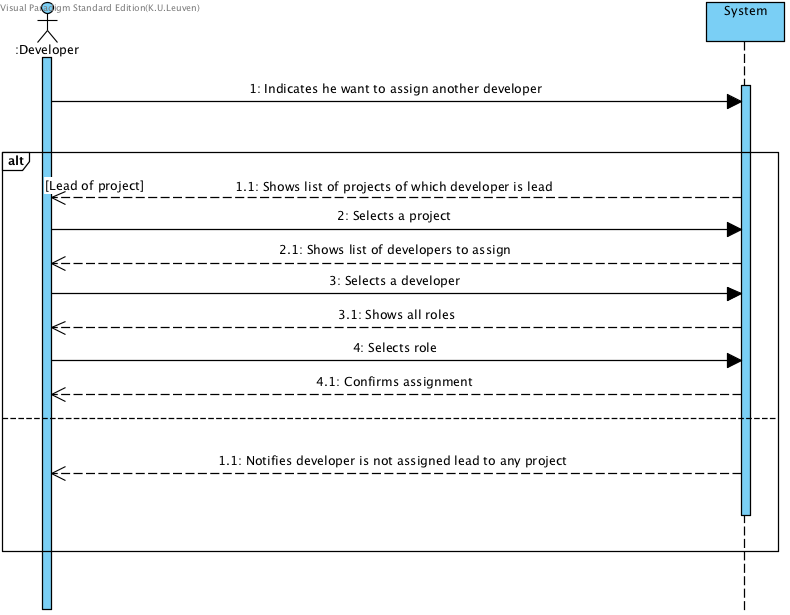 Visual Paradigm Standard Edition(K.U.Leuven)
System
:Developer
1: Indicates he want to assign another developer
alt
[Lead of project]
1.1: Shows list of projects of which developer is lead
2: Selects a project
2.1: Shows list of developers to assign
3: Selects a developer
3.1: Shows all roles
4: Selects role
4.1: Confirms assignment
1.1: Notifies developer is not assigned lead to any project